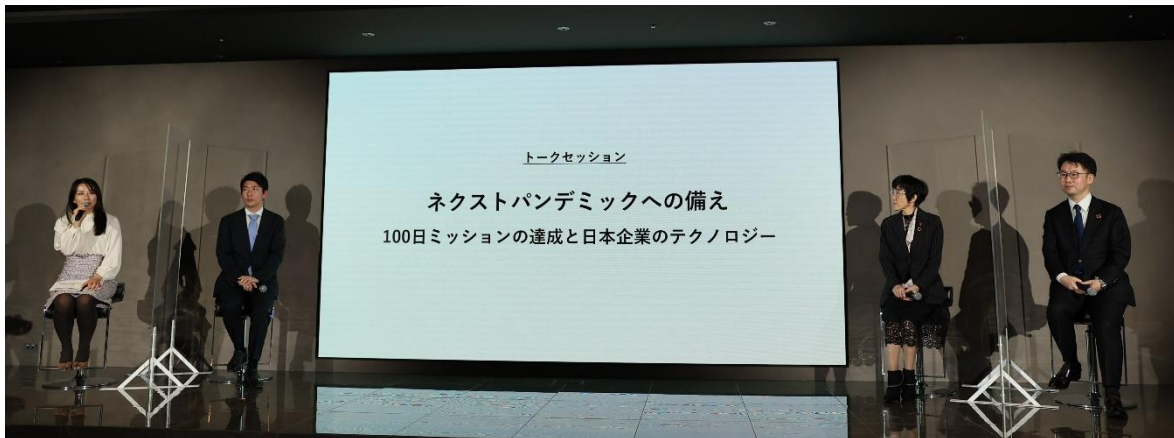 トークセッション
ネクストパンデミックへの備え
100日ミッションの達成と日本企業のテクノロジー